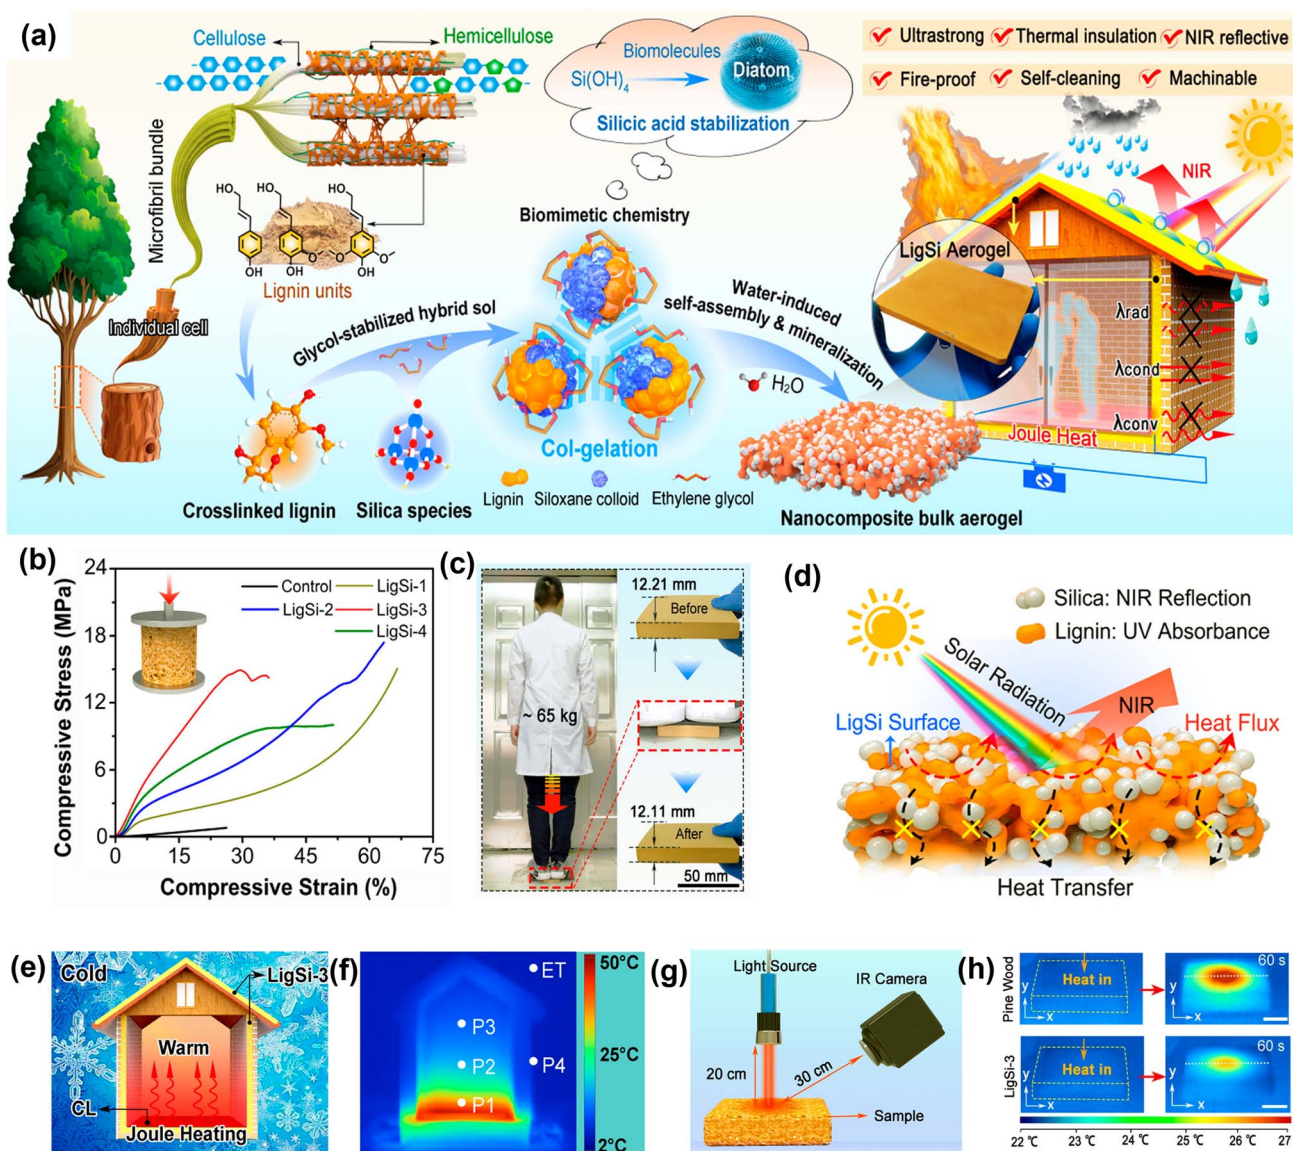 (a)
Cellulose
Hemicellulose
Microfibril bundle
Individual cell
HO
HO
HO
OH
OH
O
O
OH
O
Lignin units
Biomolecules
Si(OH)4
Diatom
Silicic acid stabilization
Biomimetic chemistry
Glycol-stabilized hybrid sol
Water-induced
self-assembly & mineralization
H2O
Col-gelation
Crosslinked lignin
Silica species
Lignin
Siloxane colloid
Ethylene glycol
Nanocomposite bulk aerogel
Ultrastrong
Thermal insulation
NIR reflective
Fire-proof
Self-cleaning
Machinable
NIR
LigSi Aerogel
λrad
λcond
λconv
Joule Heat
(b)
Compressive Stress (MPa)
24
18
12
6
0
0
15
30
45
60
75
Compressive Strain (%)
Control
LigSi-1
LigSi-2
LigSi-3
LigSi-4
(c)
~ 65 kg
12.21 mm
Before
12.11 mm
After
50 mm
(d)
Silica: NIR Reflection
Lignin: UV Absorbance
Solar Radiation
NIR
LigSi Surface
Heat Flux
Heat Transfer
(e)
Cold
LigSi-3
Warm
CL
Joule Heating
(f)
50°C
25°C
2°C
ET
P3
P2
P4
P1
(g)
Light Source
IR Camera
20 cm
30 cm
Sample
(h)
Pine Wood
Heat in
y
x
60 s
y
x
LigSi-3
Heat in
y
x
60 s
y
x
22 ℃
23 ℃
24 ℃
25 ℃
26 ℃
27